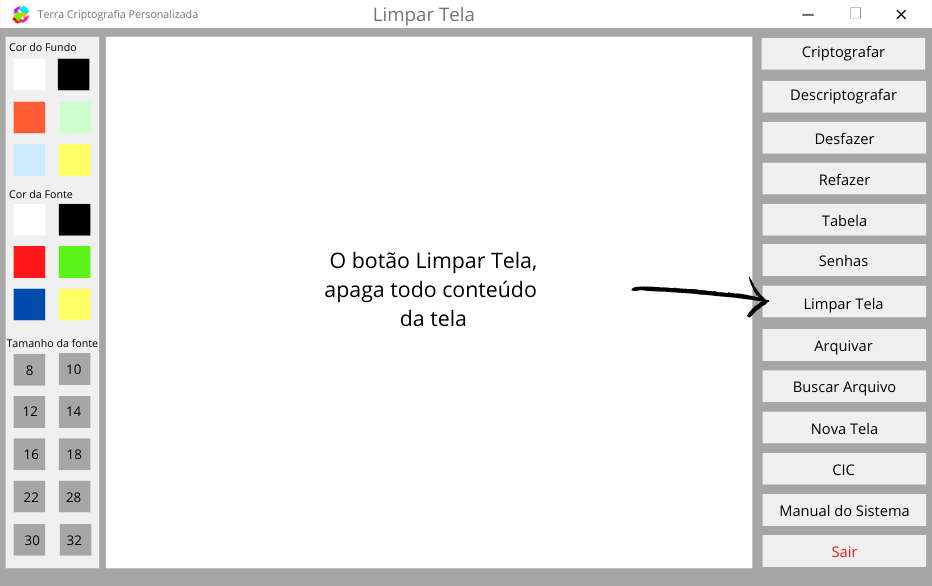 Terra Criptografia Personalizada
Limpar Tela
Cor do Fundo
Cor da Fonte
Tamanho da fonte
8 10
12 14
16 18
22 28
30 32
O botão Limpar Tela,
apaga todo conteúdo
da tela
Criptografar
Descriptografar
Desfazer
Refazer
Tabela
Senhas
Limpar Tela
Arquivar
Buscar Arquivo
Nova Tela
CIC
Manual do Sistema
Sair